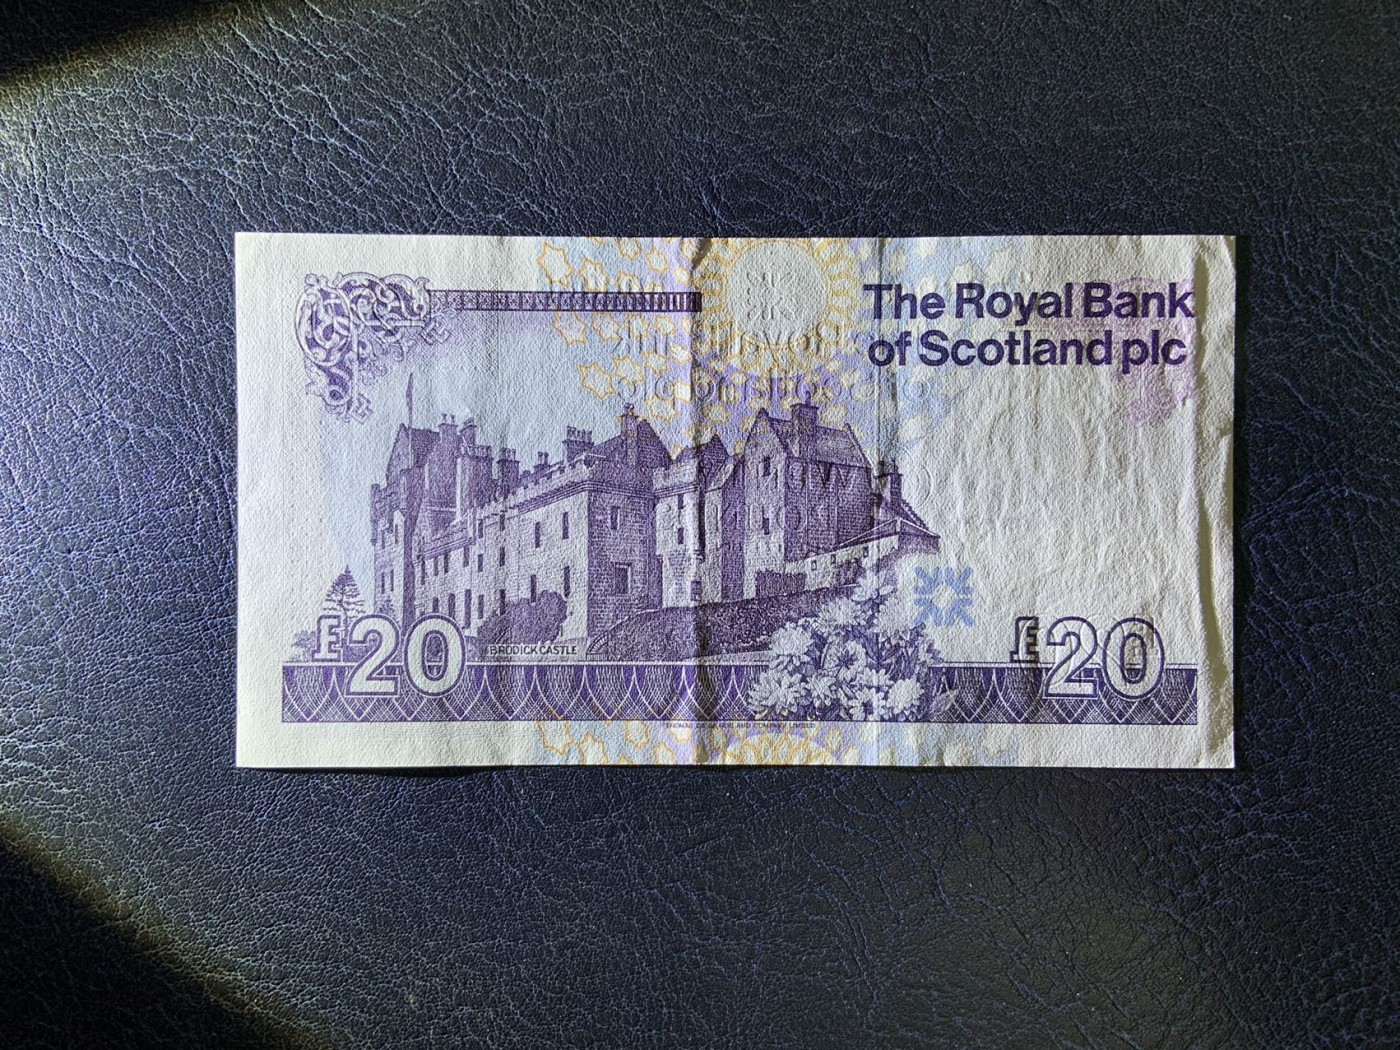 The Royal Bank
of Scotland plc
£20
BRODICK CASTLE
£20